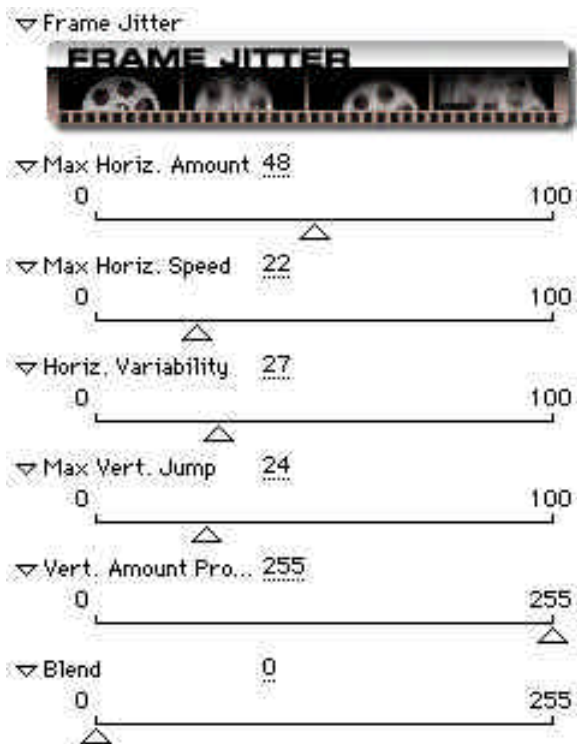 Frame Jitter
FRAME JITTER
Max Horiz. Amount 48
0 100
Max Horiz. Speed 22
0 100
Horiz. Variability 27
0 100
Max Vert. Jump 24
0 100
Vert. Amount Pro... 255
0 255
Blend 0
0 255